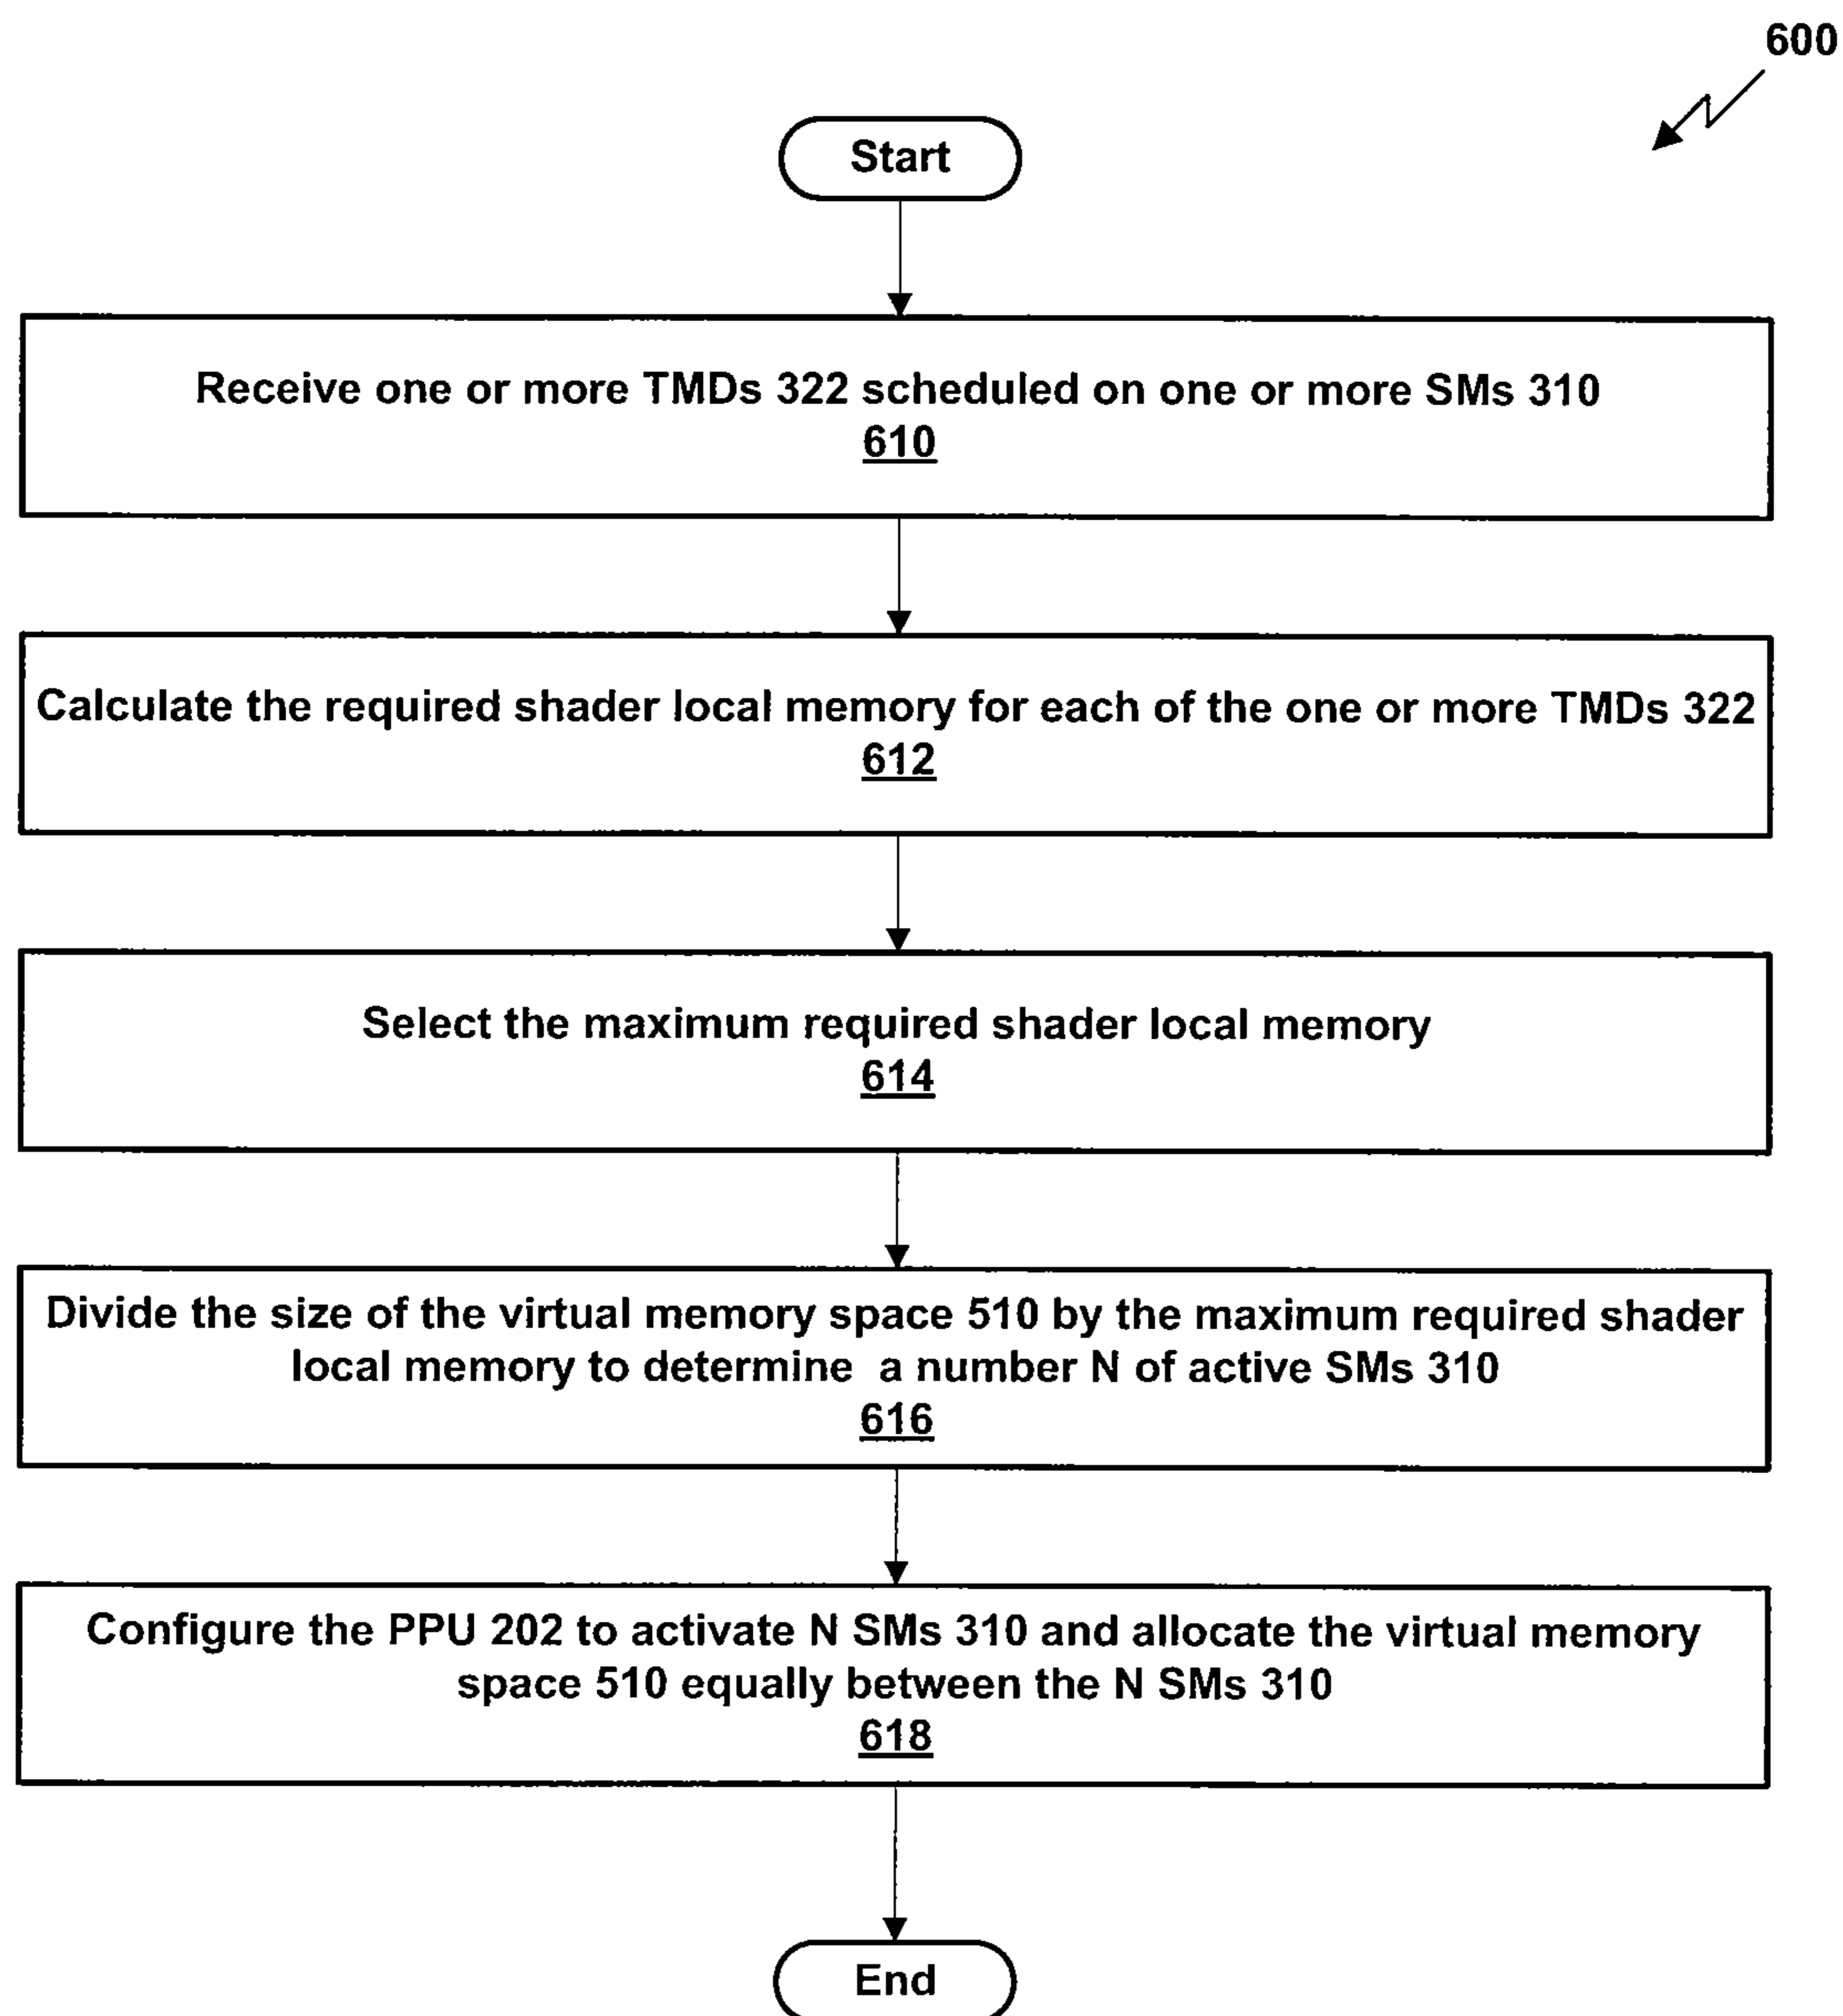 600
Start
Receive one or more TMDs 322 scheduled on one or more SMs 310
610
Calculate the required shader local memory for each of the one or more TMDs 322
612
Select the maximum required shader local memory
614
Divide the size of the virtual memory space 510 by the maximum required shader
local memory to determine a number N of active SMs 310
616
Configure the PPU 202 to activate N SMs 310 and allocate the virtual memory
space 510 equally between the N SMs 310
618
End